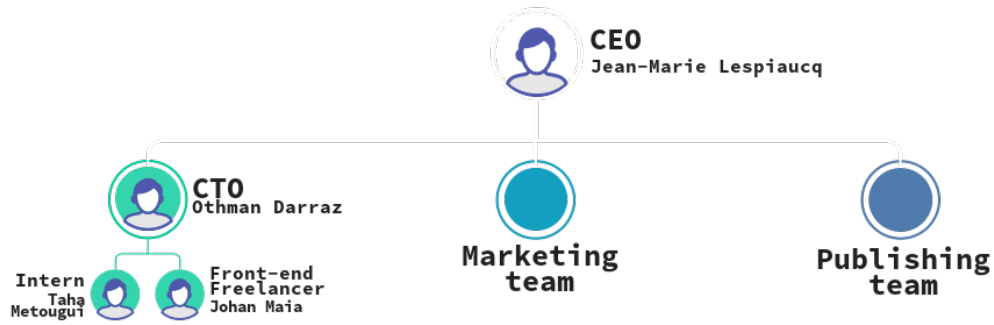 CEO
Jean-Marie Lespiaucq
CTO
Othman Darraz
Marketing
team
Publishing
team
Intern
Taha
Metougui
Front-end
Freelancer
Johan Maia